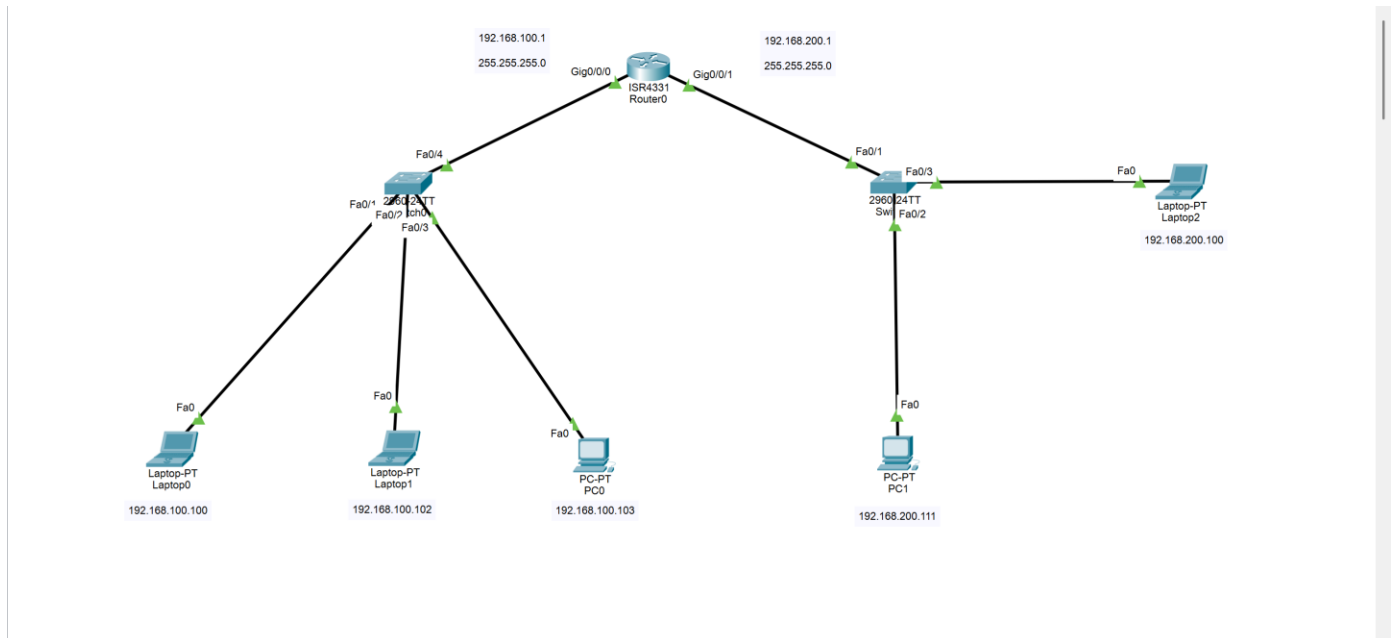 192.168.100.1
255.255.255.0
192.168.200.1
255.255.255.0
Gig0/0/0
Gig0/0/1
ISR4331
Router0
Fa0/4
Fa0/1
2960-24TT
Fa0/1
Fa0/2
Fa0/3
Fa0/3
2960-24TT
Swi
Fa0/2
Fa0
Laptop-PT
Laptop2
192.168.200.100
Fa0
Laptop-PT
Laptop0
192.168.100.100
Fa0
Laptop-PT
Laptop1
192.168.100.102
Fa0
PC-PT
PC0
192.168.100.103
Fa0
PC-PT
PC1
192.168.200.111